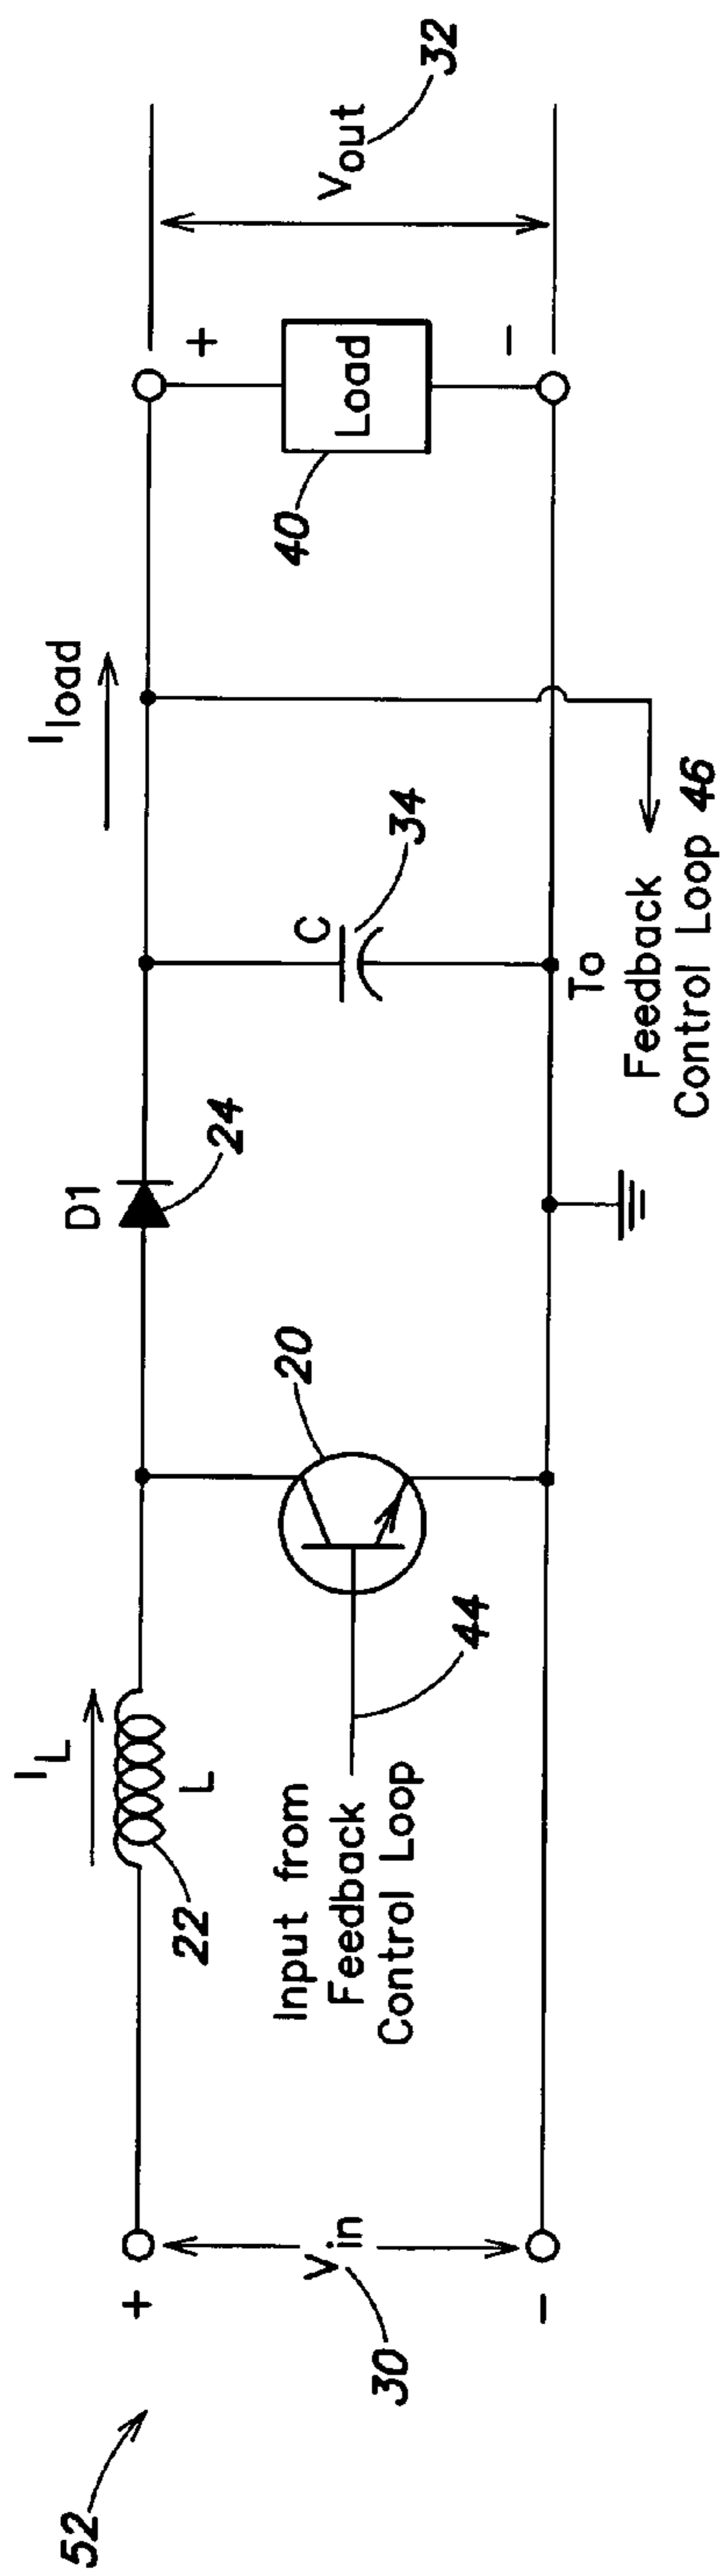 52
+
V in
30
-
I L
22
L
Input from
Feedback
Control Loop
44
20
D1
24
C
34
To
Feedback
Control Loop 46
I load
40
Load
+
-
V out
32